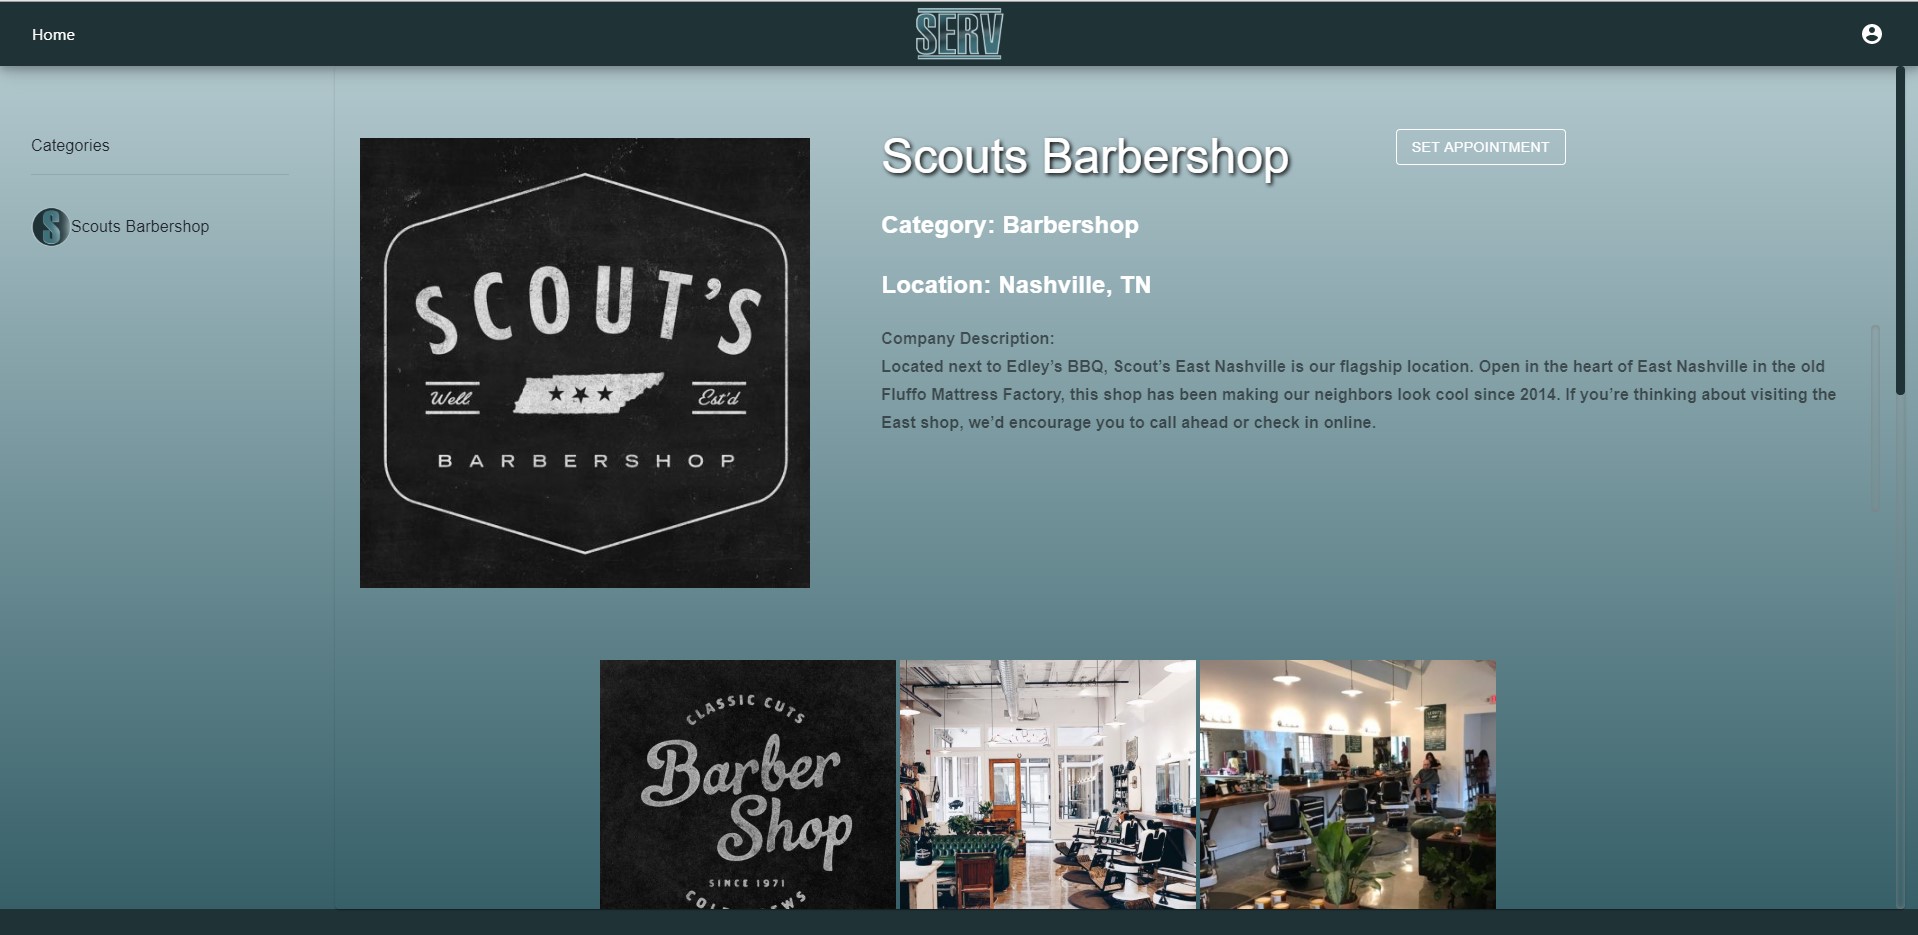 Home
SERV
Categories
S Scouts Barbershop
SCOUT'S
Well
Est'd
BARBERSHOP
Scouts Barbershop
SET APPOINTMENT
Category: Barbershop
Location: Nashville, TN
Company Description:
Located next to Edley’s BBQ, Scout’s East Nashville is our flagship location. Open in the heart of East Nashville in the old
Fluffo Mattress Factory, this shop has been making our neighbors look cool since 2014. If you’re thinking about visiting the
East shop, we’d encourage you to call ahead or check in online.
CLASSIC CUTS
Barber
Shop
SINCE 1971